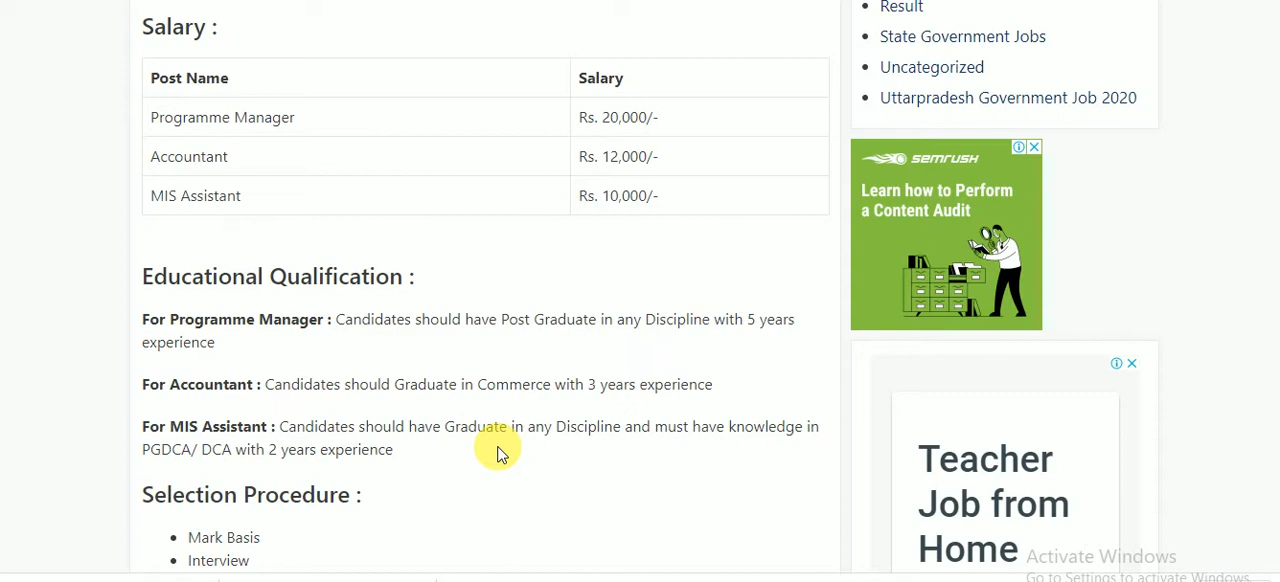 Salary :
Post Name Salary
Programme Manager Rs. 20,000/-
Accountant Rs. 12,000/-
MIS Assistant Rs. 10,000/-
Educational Qualification :
For Programme Manager : Candidates should have Post Graduate in any Discipline with 5 years
experience
For Accountant : Candidates should Graduate in Commerce with 3 years experience
For MIS Assistant : Candidates should have Graduate in any Discipline and must have knowledge in
PGDCA/ DCA with 2 years experience
Selection Procedure :
Mark Basis
Interview
Result
State Government Jobs
Uncategorized
Uttarpradesh Government Job 2020
semrush
Learn how to Perform
a Content Audit
Teacher
Job from
Home
Activate Windows
Go to Settings to activate Windows.